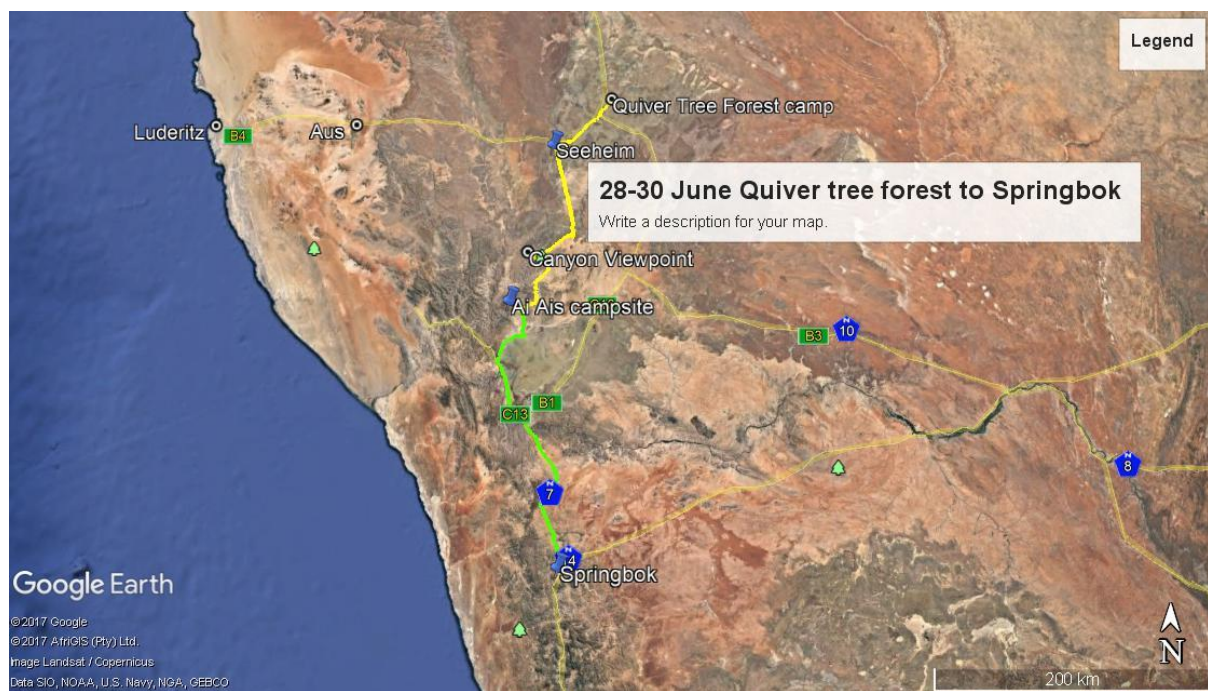 Legend
Quiver Tree Forest camp
Luderitz
B4
Aus
Seeheim
28-30 June Quiver tree forest to Springbok
Write a description for your map.
Canyon Viewpoint
Ai Ais campsite
B3
N
10
B1
C13
N
8
N
7
N
Springbok
Google Earth
©2017 Google
©2017 AfriGIS (Pty) Ltd.
Image Landsat / Copernicus
Data SIO, NOAA, U.S. Navy, NGA, GEBCO
N
200 km